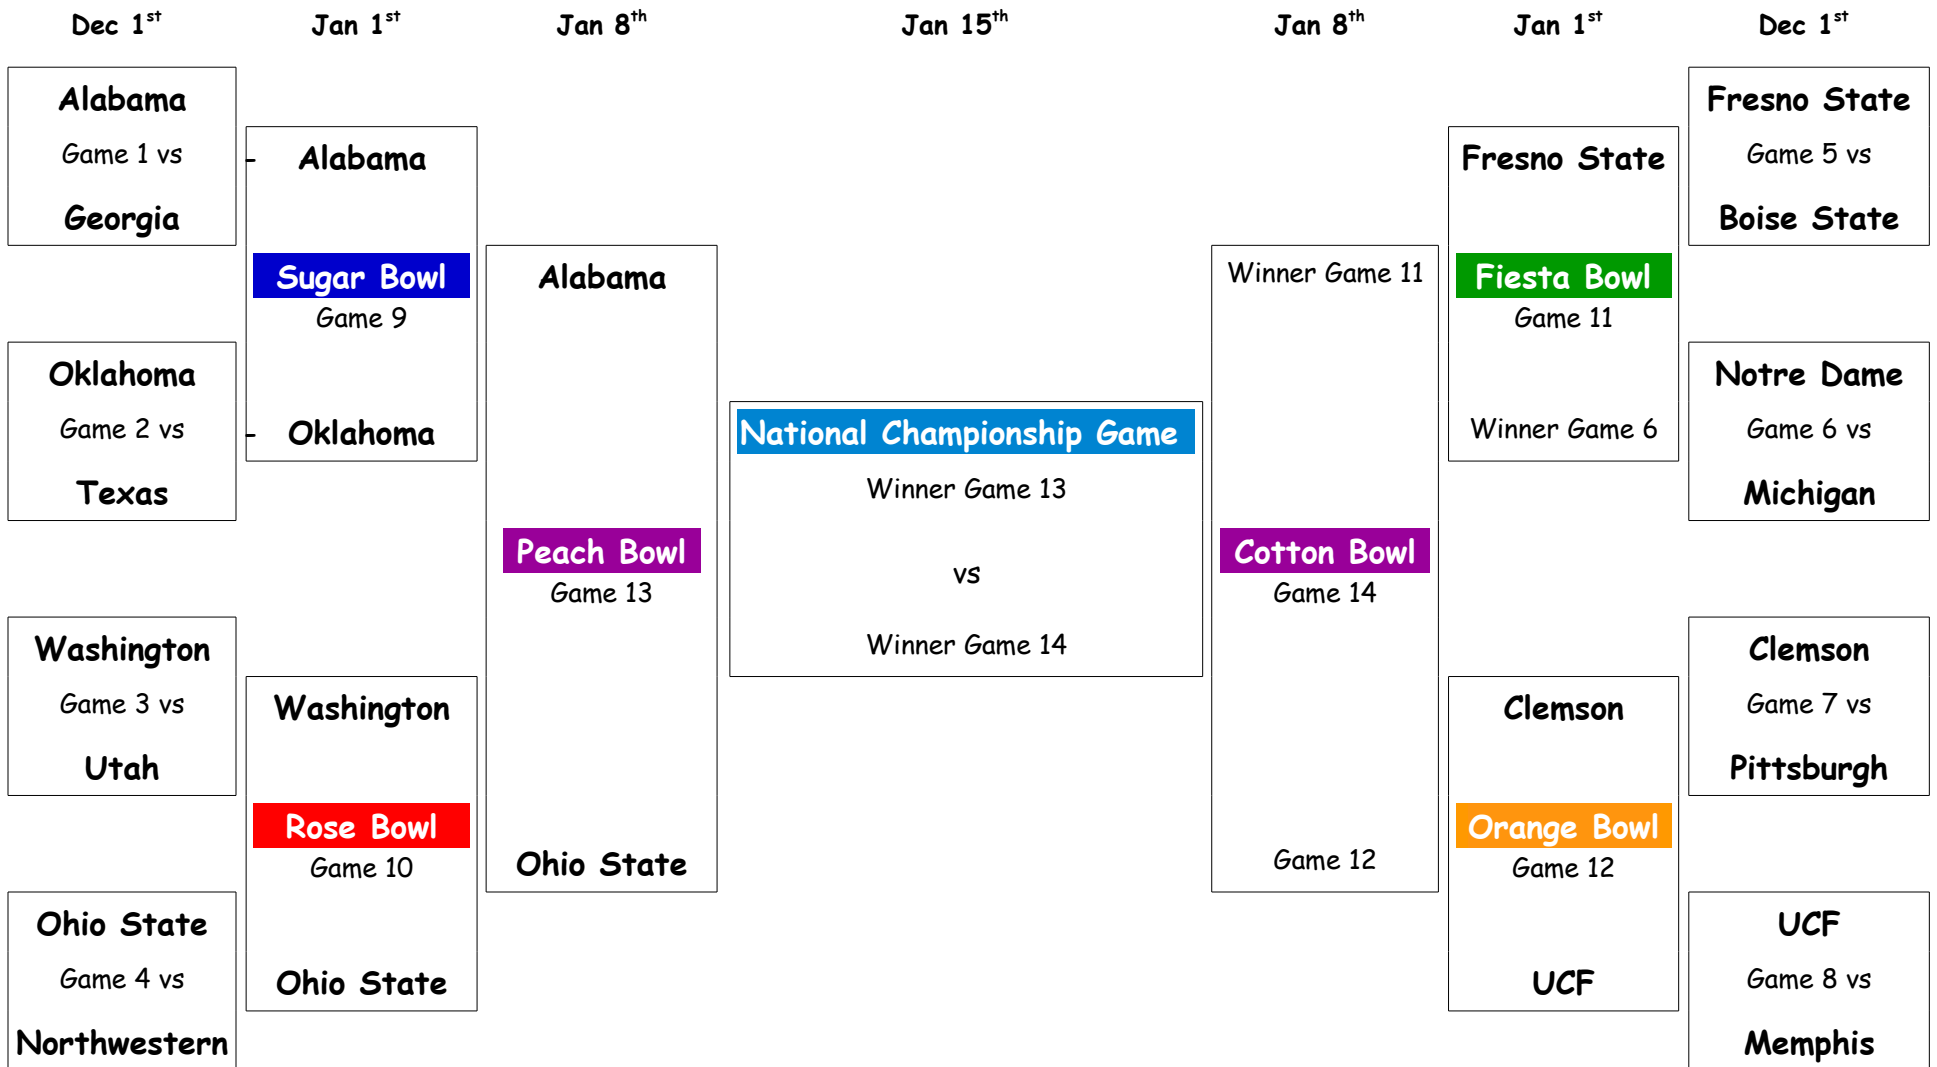 Dec 1st
Jan 1st
Jan 8th
Jan 15th
Jan 8th
Jan 1st
Dec 1st
Alabama
Game 1 vs
Georgia
Oklahoma
Game 2 vs
Texas
Washington
Game 3 vs
Utah
Ohio State
Game 4 vs
Northwestern
- Alabama
Sugar Bowl
Game 9
- Oklahoma
Washington
Rose Bowl
Game 10
Ohio State
Alabama
Peach Bowl
Game 13
Ohio State
National Championship Game
Winner Game 13
vs
Winner Game 14
Winner Game 11
Cotton Bowl
Game 14
Game 12
Fresno State
Fiesta Bowl
Game 11
Winner Game 6
Clemson
Orange Bowl
Game 12
UCF
Fresno State
Game 5 vs
Boise State
Notre Dame
Game 6 vs
Michigan
Clemson
Game 7 vs
Pittsburgh
UCF
Game 8 vs
Memphis